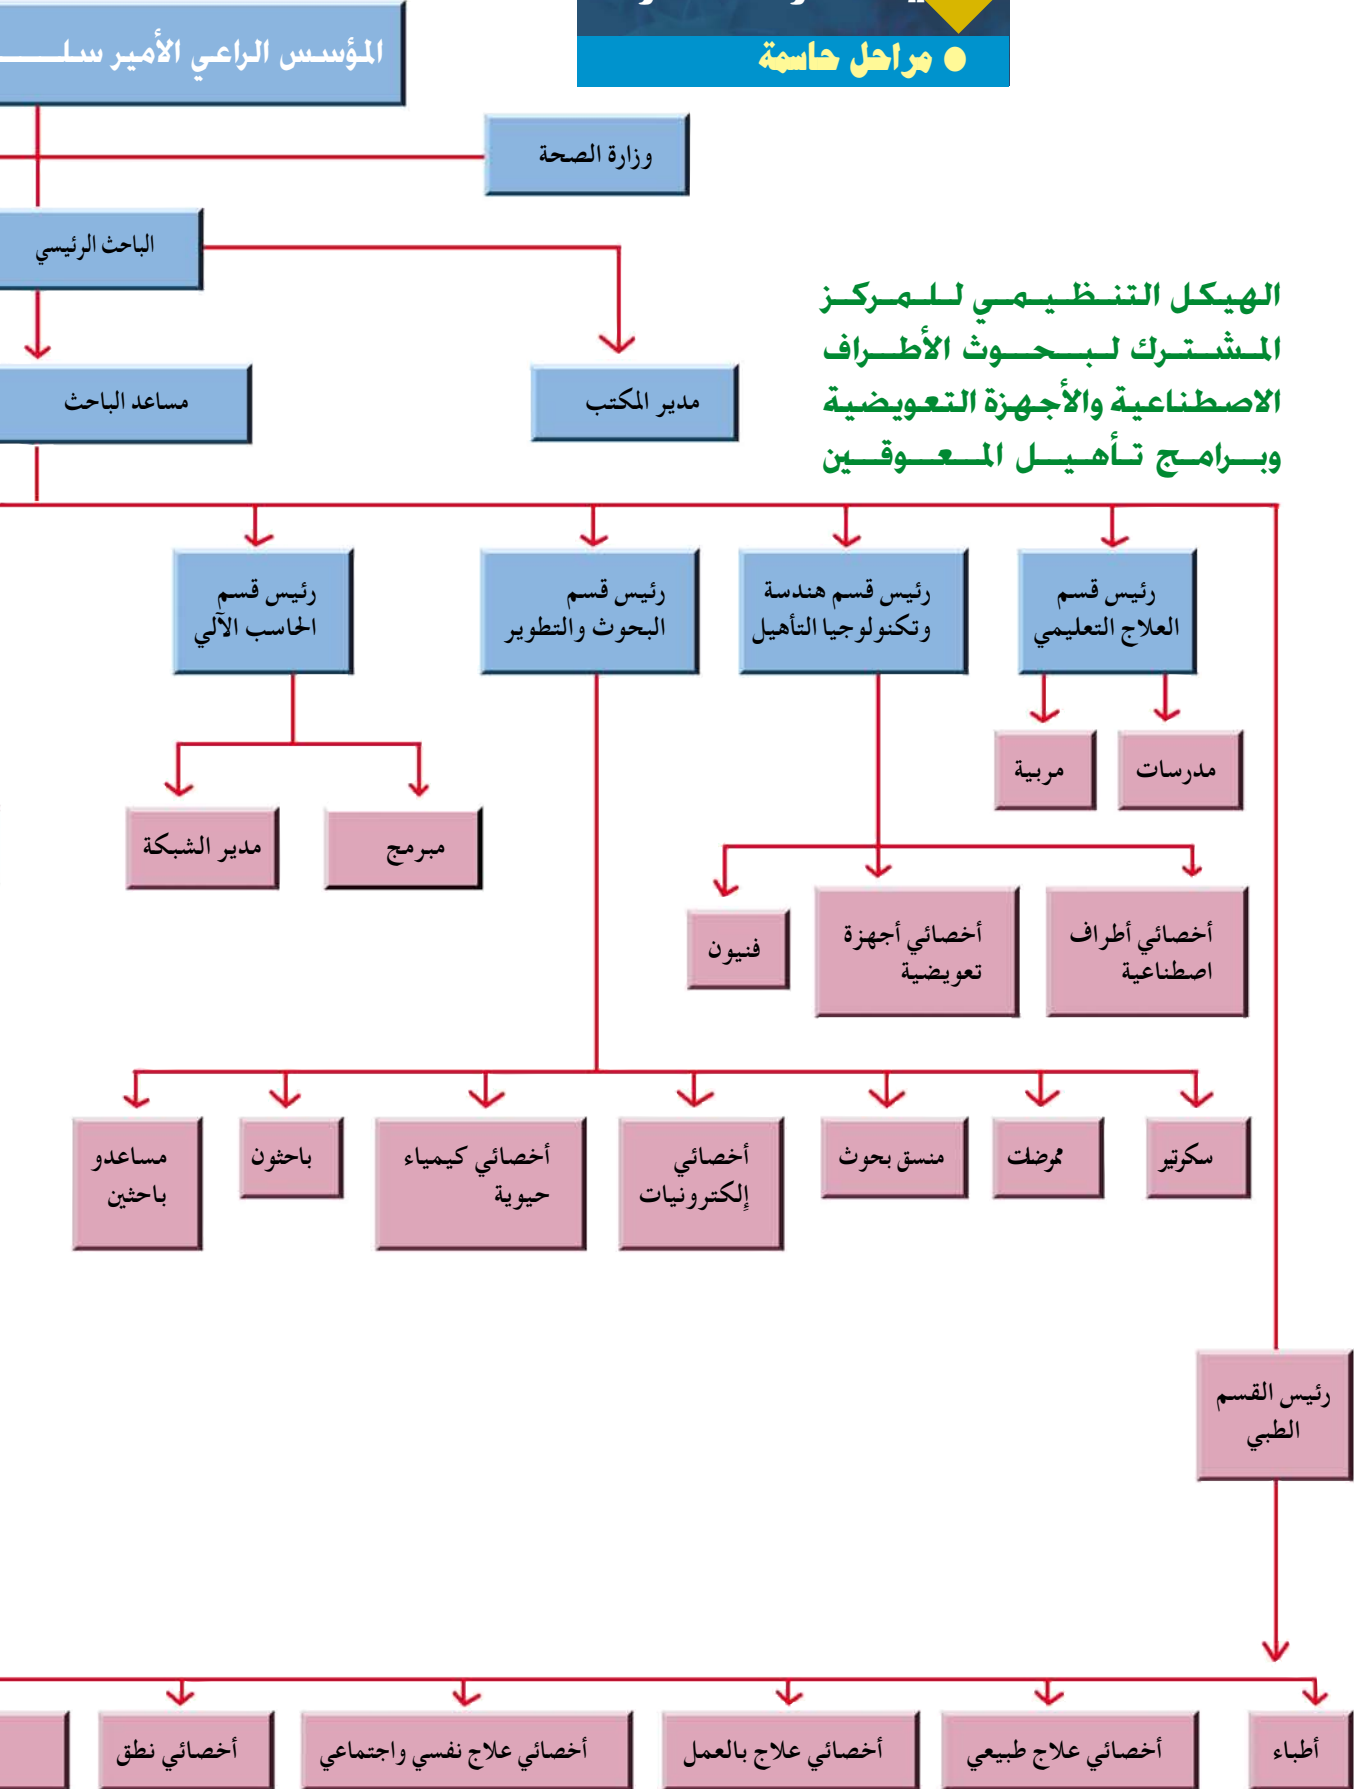 مراحل حاسمة
المؤسس الراعي الأمير
وزارة الصحة
الباحث الرئيسي
الهيكل التنظيمي للمركز
المشترك لبحوث الأطراف
الاصطناعية والأجهزة التعويضية
وبرامج تأهيل المعوقين
مدير المكتب
مساعد الباحث
رئيس قسم
العلاج التعليمي
رئيس قسم هندسة
وتكنولوجيا التأهيل
رئيس قسم
البحوث والتطوير
رئيس قسم
الحاسب الآلي
مدرسات
مربية
مبرمج
مدير الشبكة
أخصائي أطراف
اصطناعية
أخصائي أجهزة
تعويضية
فنيون
سكرتير
ممرضات
منسق بحوث
أخصائي
إلكترونيات
أخصائي كيمياء
حيوية
باحثون
مساعدو
باحثين
رئيس القسم
الطبي
أطباء
أخصائي علاج طبيعي
أخصائي علاج بالعمل
أخصائي علاج نفسي واجتماعي
أخصائي نطق